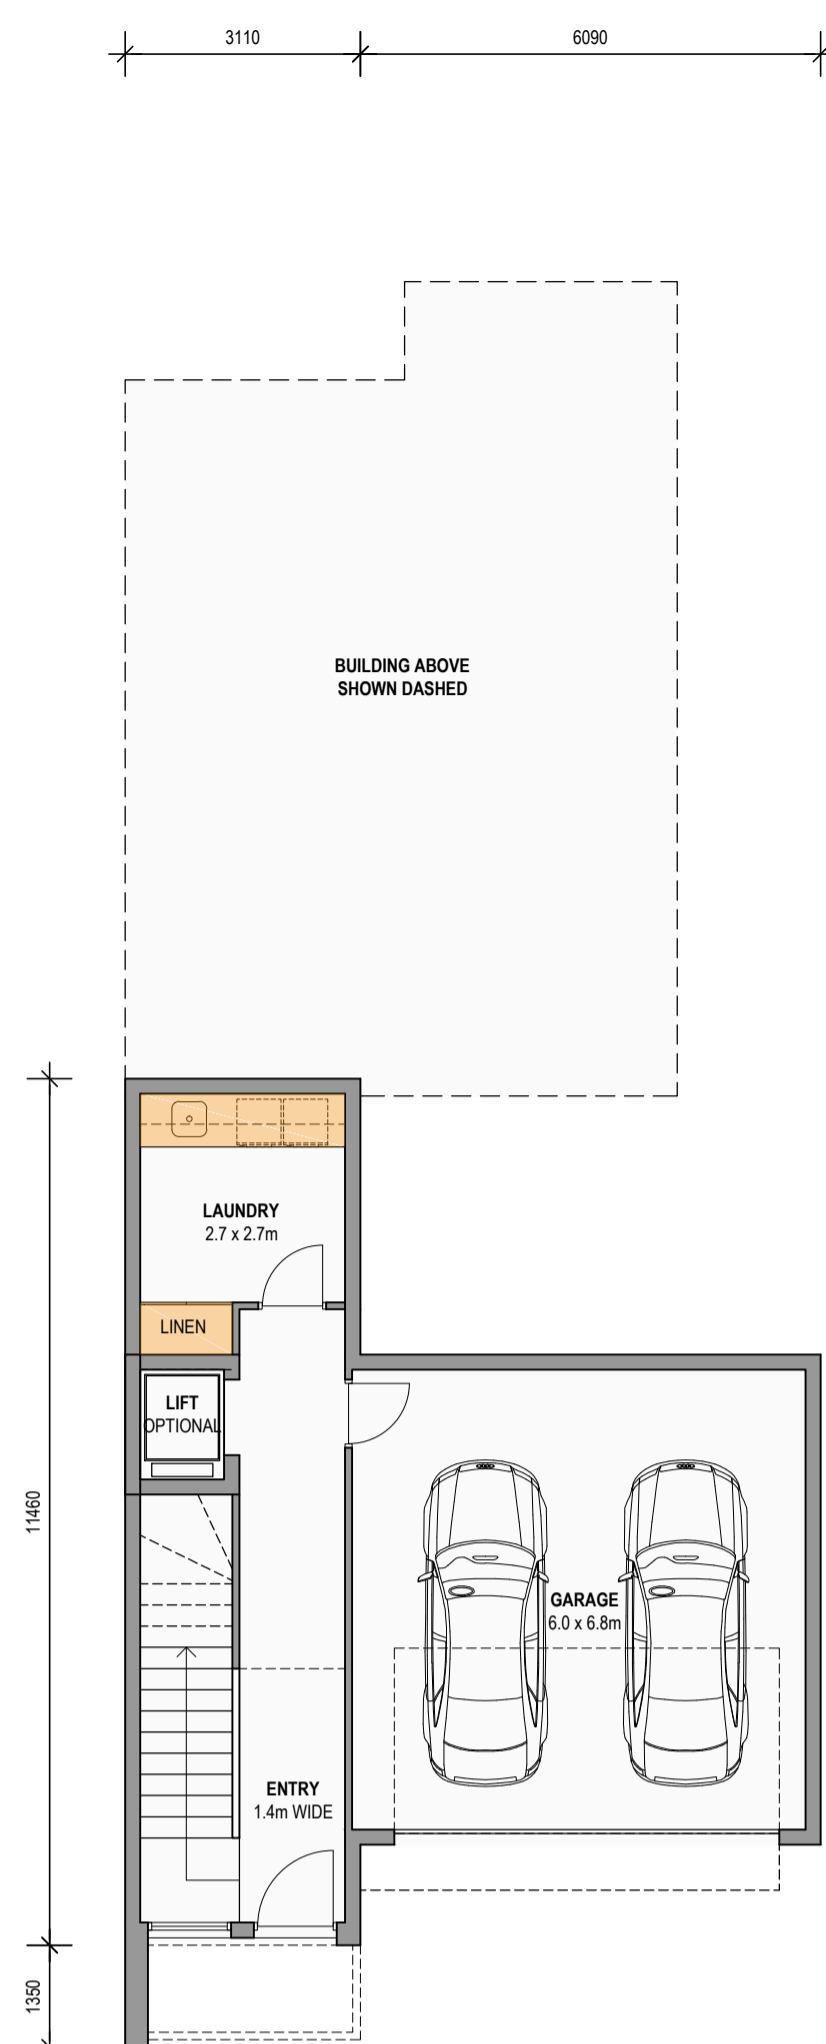 3110
6090
BUILDING ABOVE
SHOWN DASHED
LAUNDRY
2.7 x 2.7m
LINEN
LIFT
OPTIONAL
11460
GARAGE
6.0 x 6.8m
ENTRY
1.4m WIDE
1350